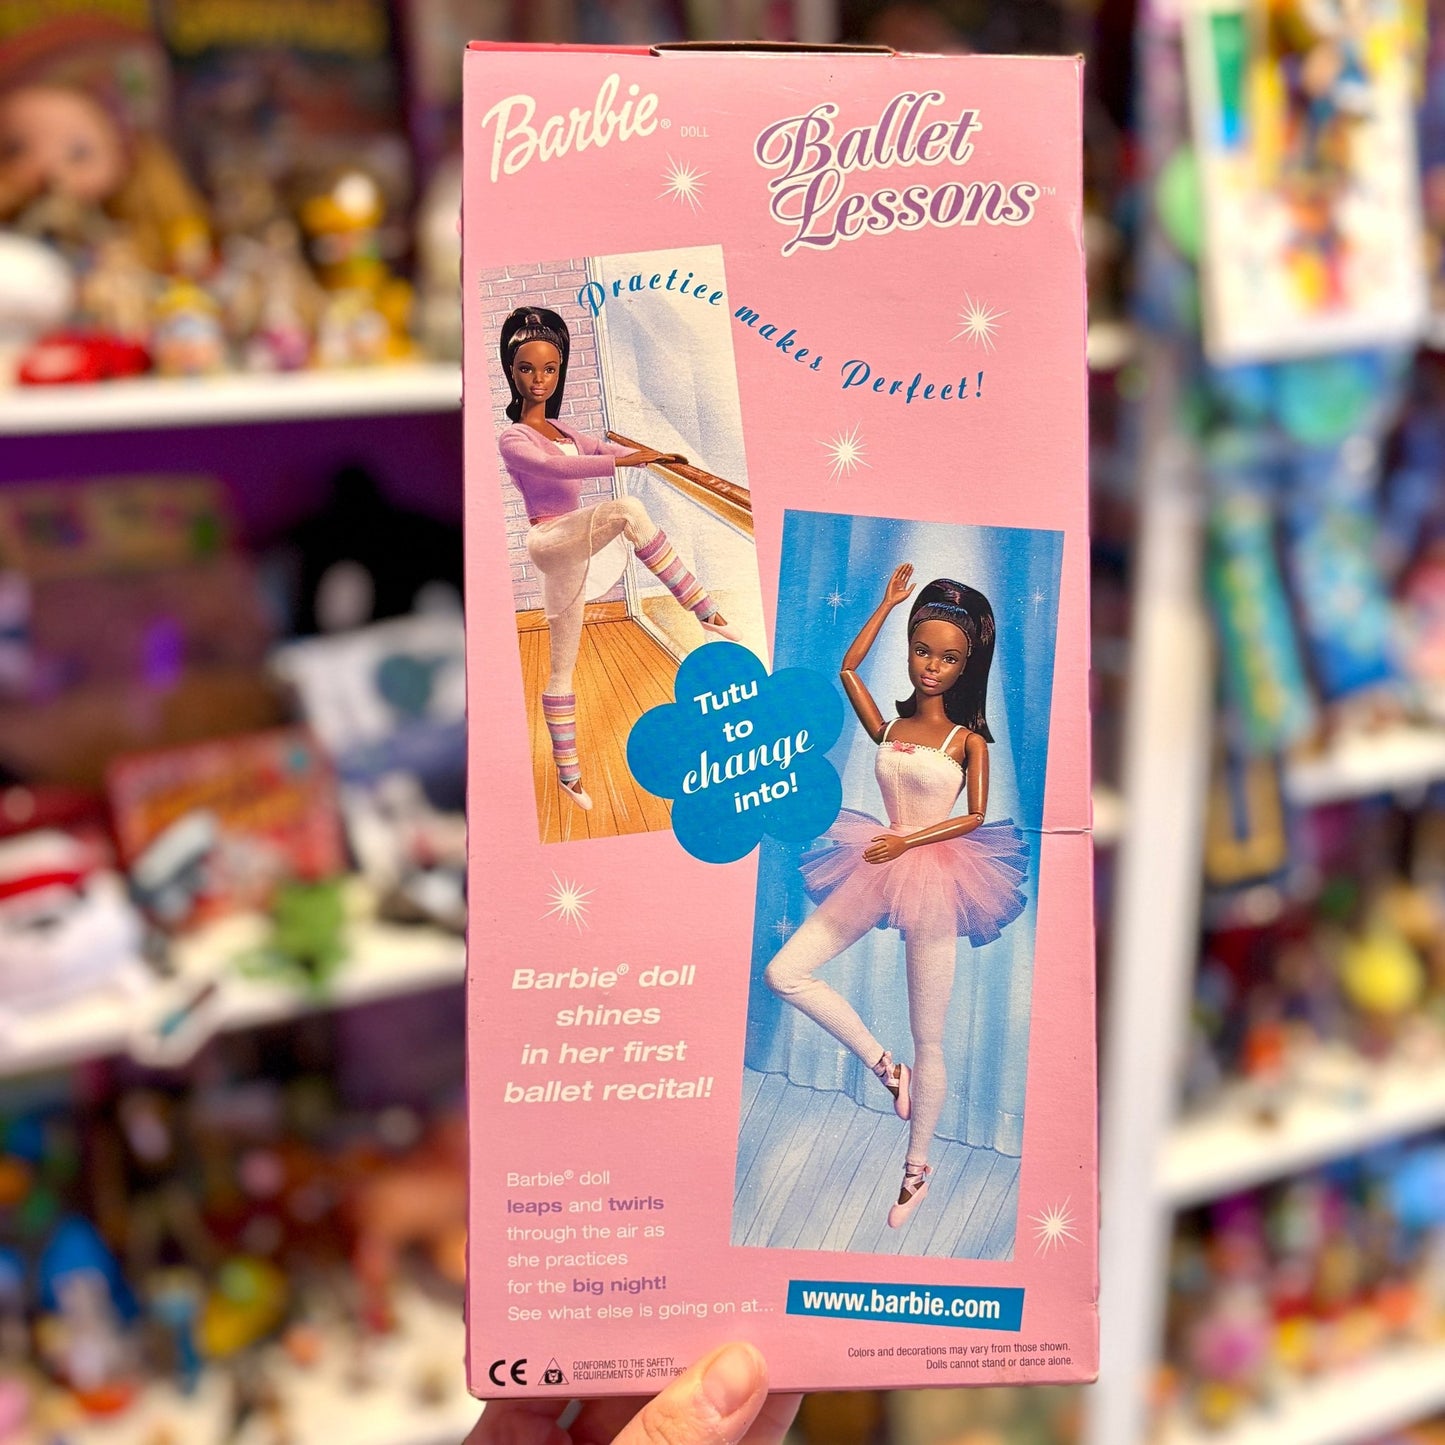 Barbie® DOLL
Ballet
Lessons™
Practice makes Perfect!
Tutu
to
change
into!
Barbie® doll
shines
in her first
ballet recital!
Barbie® doll
leaps and twirls
through the air as
she practices
for the big night!
See what else is going on at...
www.barbie.com
Colors and decorations may vary from those shown.
Dolls cannot stand or dance alone.
CE
CONFORMS TO THE SAFETY
REQUIREMENTS OF ASTM